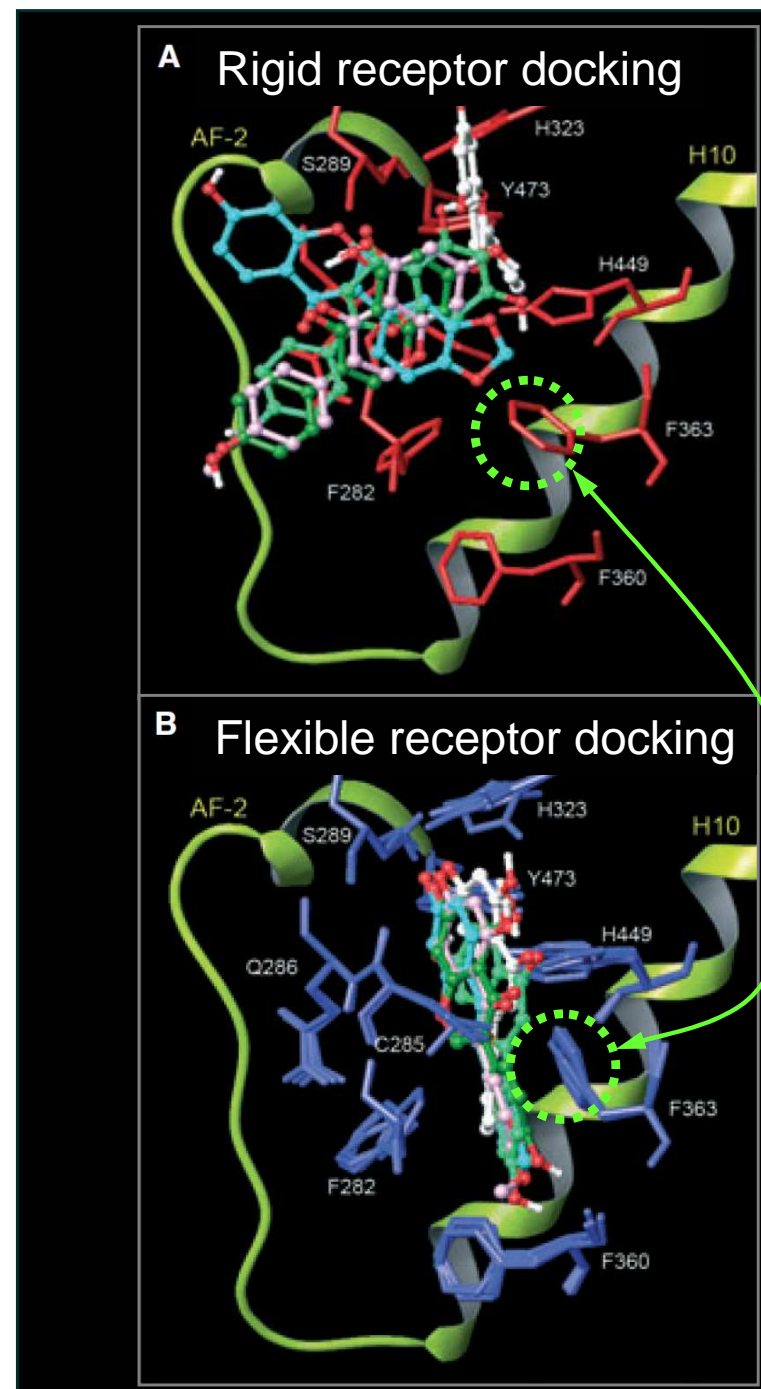 A Rigid receptor docking
AF-2
H323
S289
H10
Y473
H449
F363
F282
F360
B Flexible receptor docking
AF-2
H323
S289
H10
Y473
H449
Q286
C285
F363
F282
F360